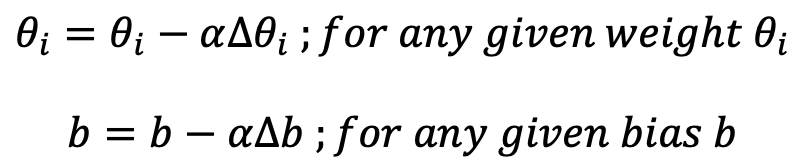 θᵢ = θᵢ − αΔθᵢ ; for any given weight θᵢ
b = b − αΔb ; for any given bias b